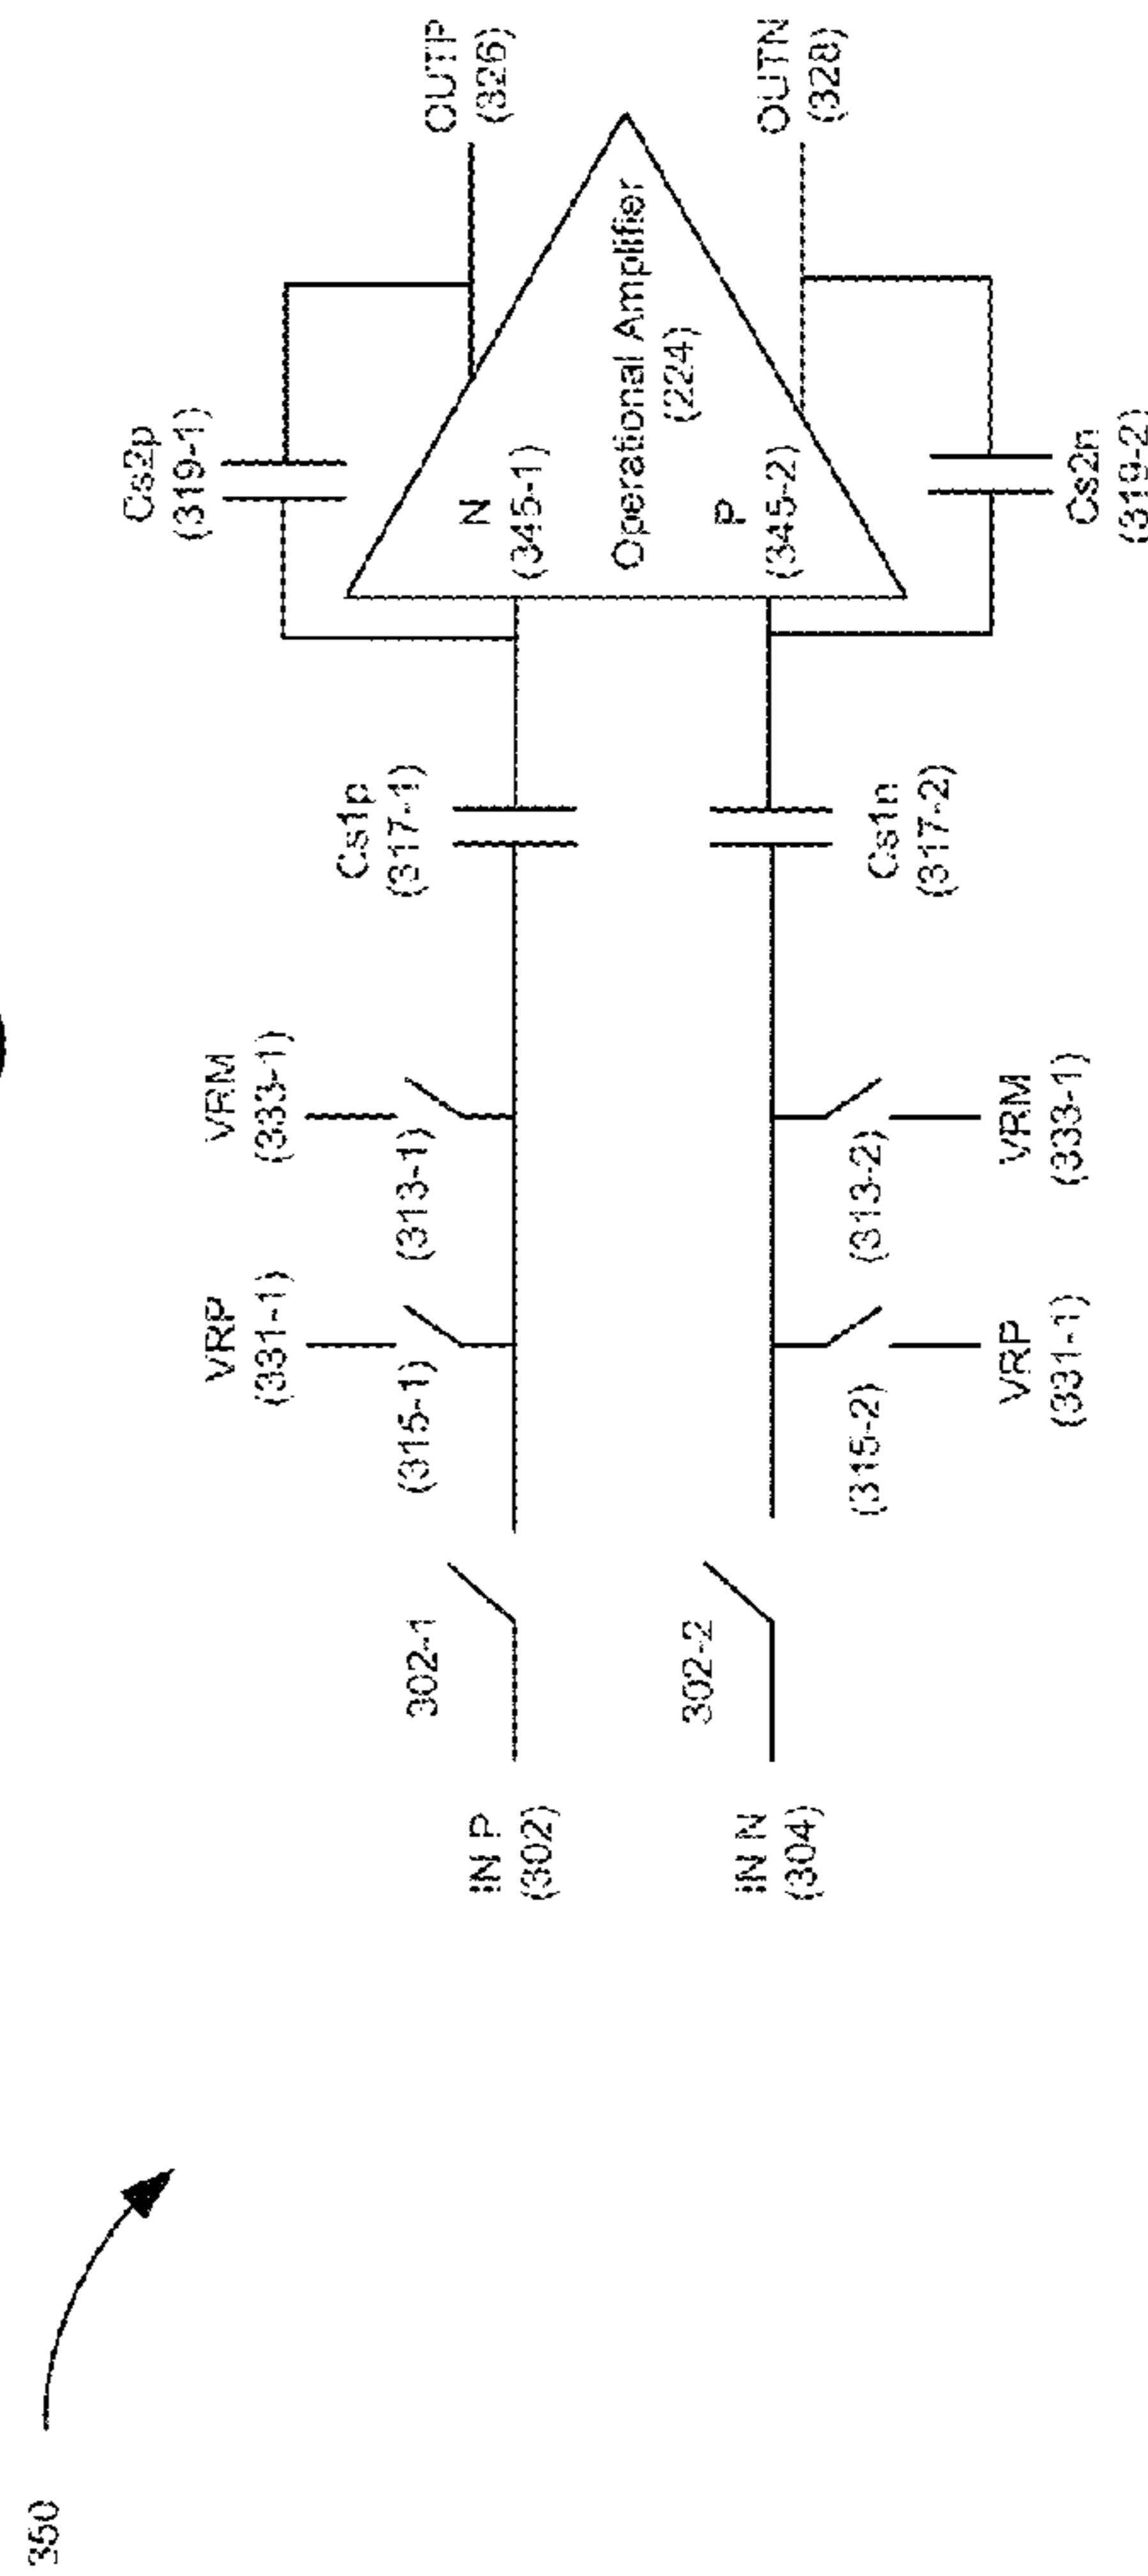 350
OUTP
(326)
Cs2p
(319-1)
N
(345-1)
Operational Amplifier
(224)
P
(345-2)
OUTN
(328)
Cs2n
(319-2)
Cs1p
(317-1)
Cs1n
(317-2)
VRM
(333-1)
(313-1)
VRP
(331-1)
(315-1)
(313-2)
VRM
(333-1)
(315-2)
VRP
(331-1)
302-1
302-2
IN P
(302)
IN N
(304)